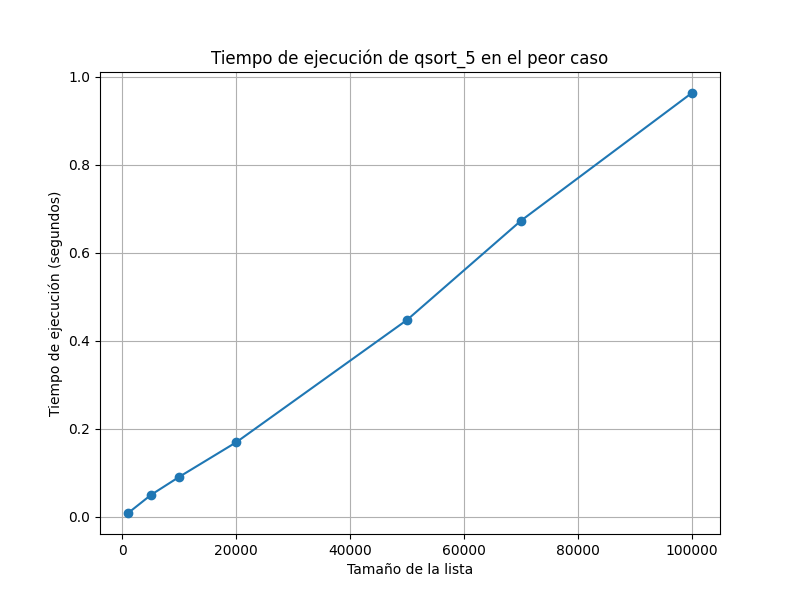 Tiempo de ejecución de qsort_5 en el peor caso
1.0
0.8
0.6
0.4
0.2
0.0
Tiempo de ejecución (segundos)
0 20000 40000 60000 80000 100000
Tamaño de la lista